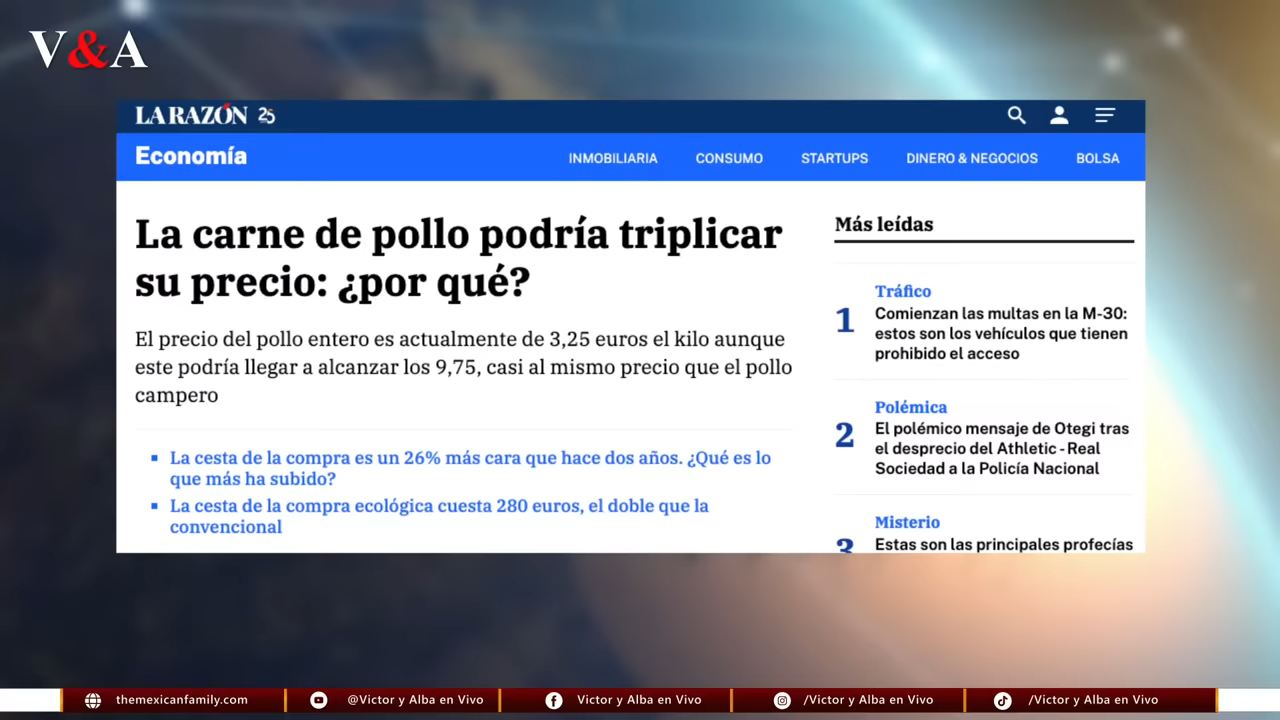 V&A
LA RAZÓN 25
Economía
INMOBILIARIA CONSUMO STARTUPS DINERO & NEGOCIOS BOLSA
La carne de pollo podría triplicar
su precio: ¿por qué?
El precio del pollo entero es actualmente de 3,25 euros el kilo aunque
este podría llegar a alcanzar los 9,75, casi al mismo precio que el pollo
campero
La cesta de la compra es un 26% más cara que hace dos años. ¿Qué es lo
que más ha subido?
La cesta de la compra ecológica cuesta 280 euros, el doble que la
convencional
Más leídas
1
Tráfico
Comienzan las multas en la M-30:
estos son los vehículos que tienen
prohibido el acceso
2
Polémica
El polémico mensaje de Otegi tras
el desprecio del Athletic - Real
Sociedad a la Policía Nacional
3
Misterio
Estas son las principales profecías
themexicanfamily.com @Victor y Alba en Vivo Victor y Alba en Vivo /Victor y Alba en Vivo /Victor y Alba en Vivo